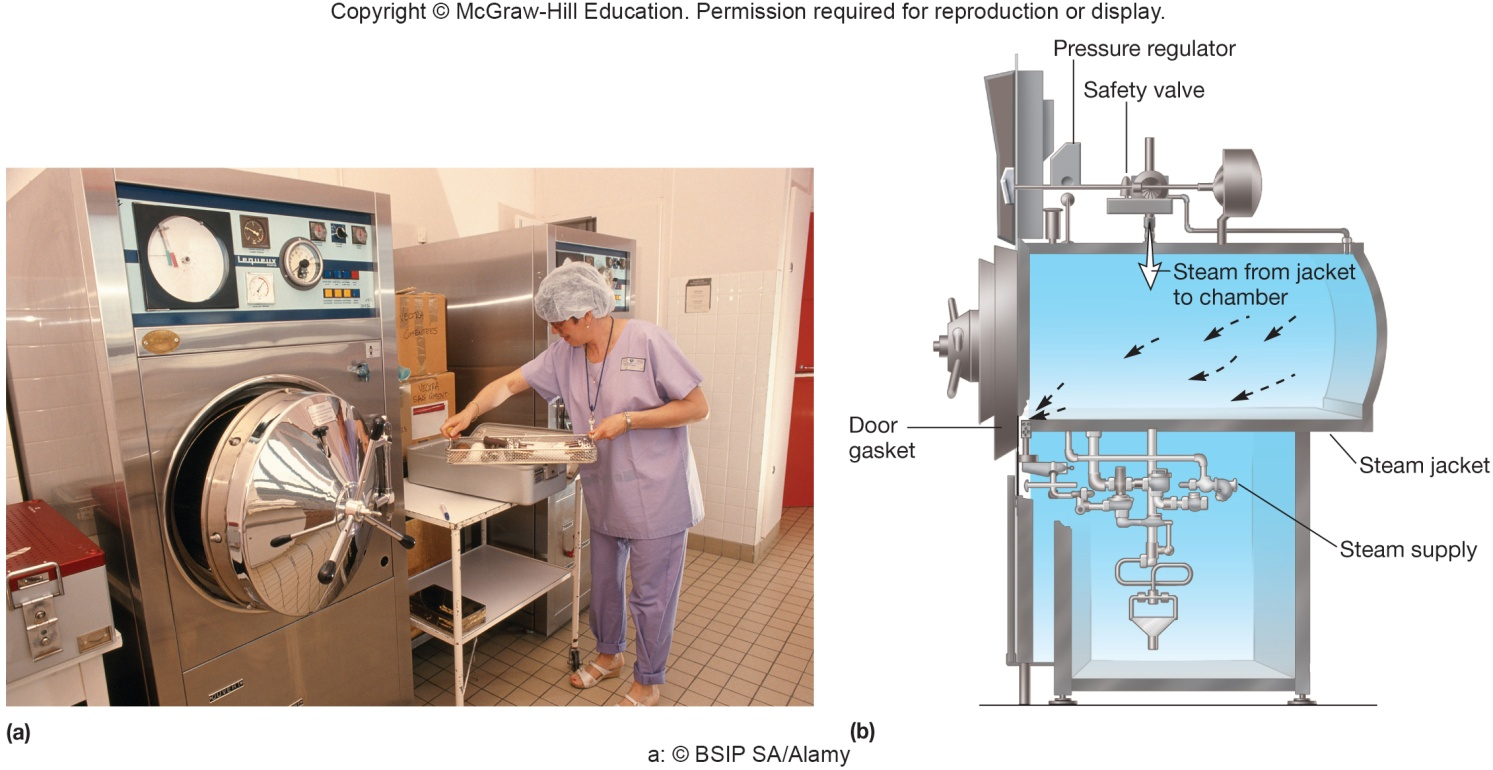 Copyright © McGraw-Hill Education. Permission required for reproduction or display.
Pressure regulator
Safety valve
Lequeux
Steam from jacket
to chamber
Door
gasket
Steam jacket
Steam supply
(a)
(b)
a: © BSIP SA/Alamy